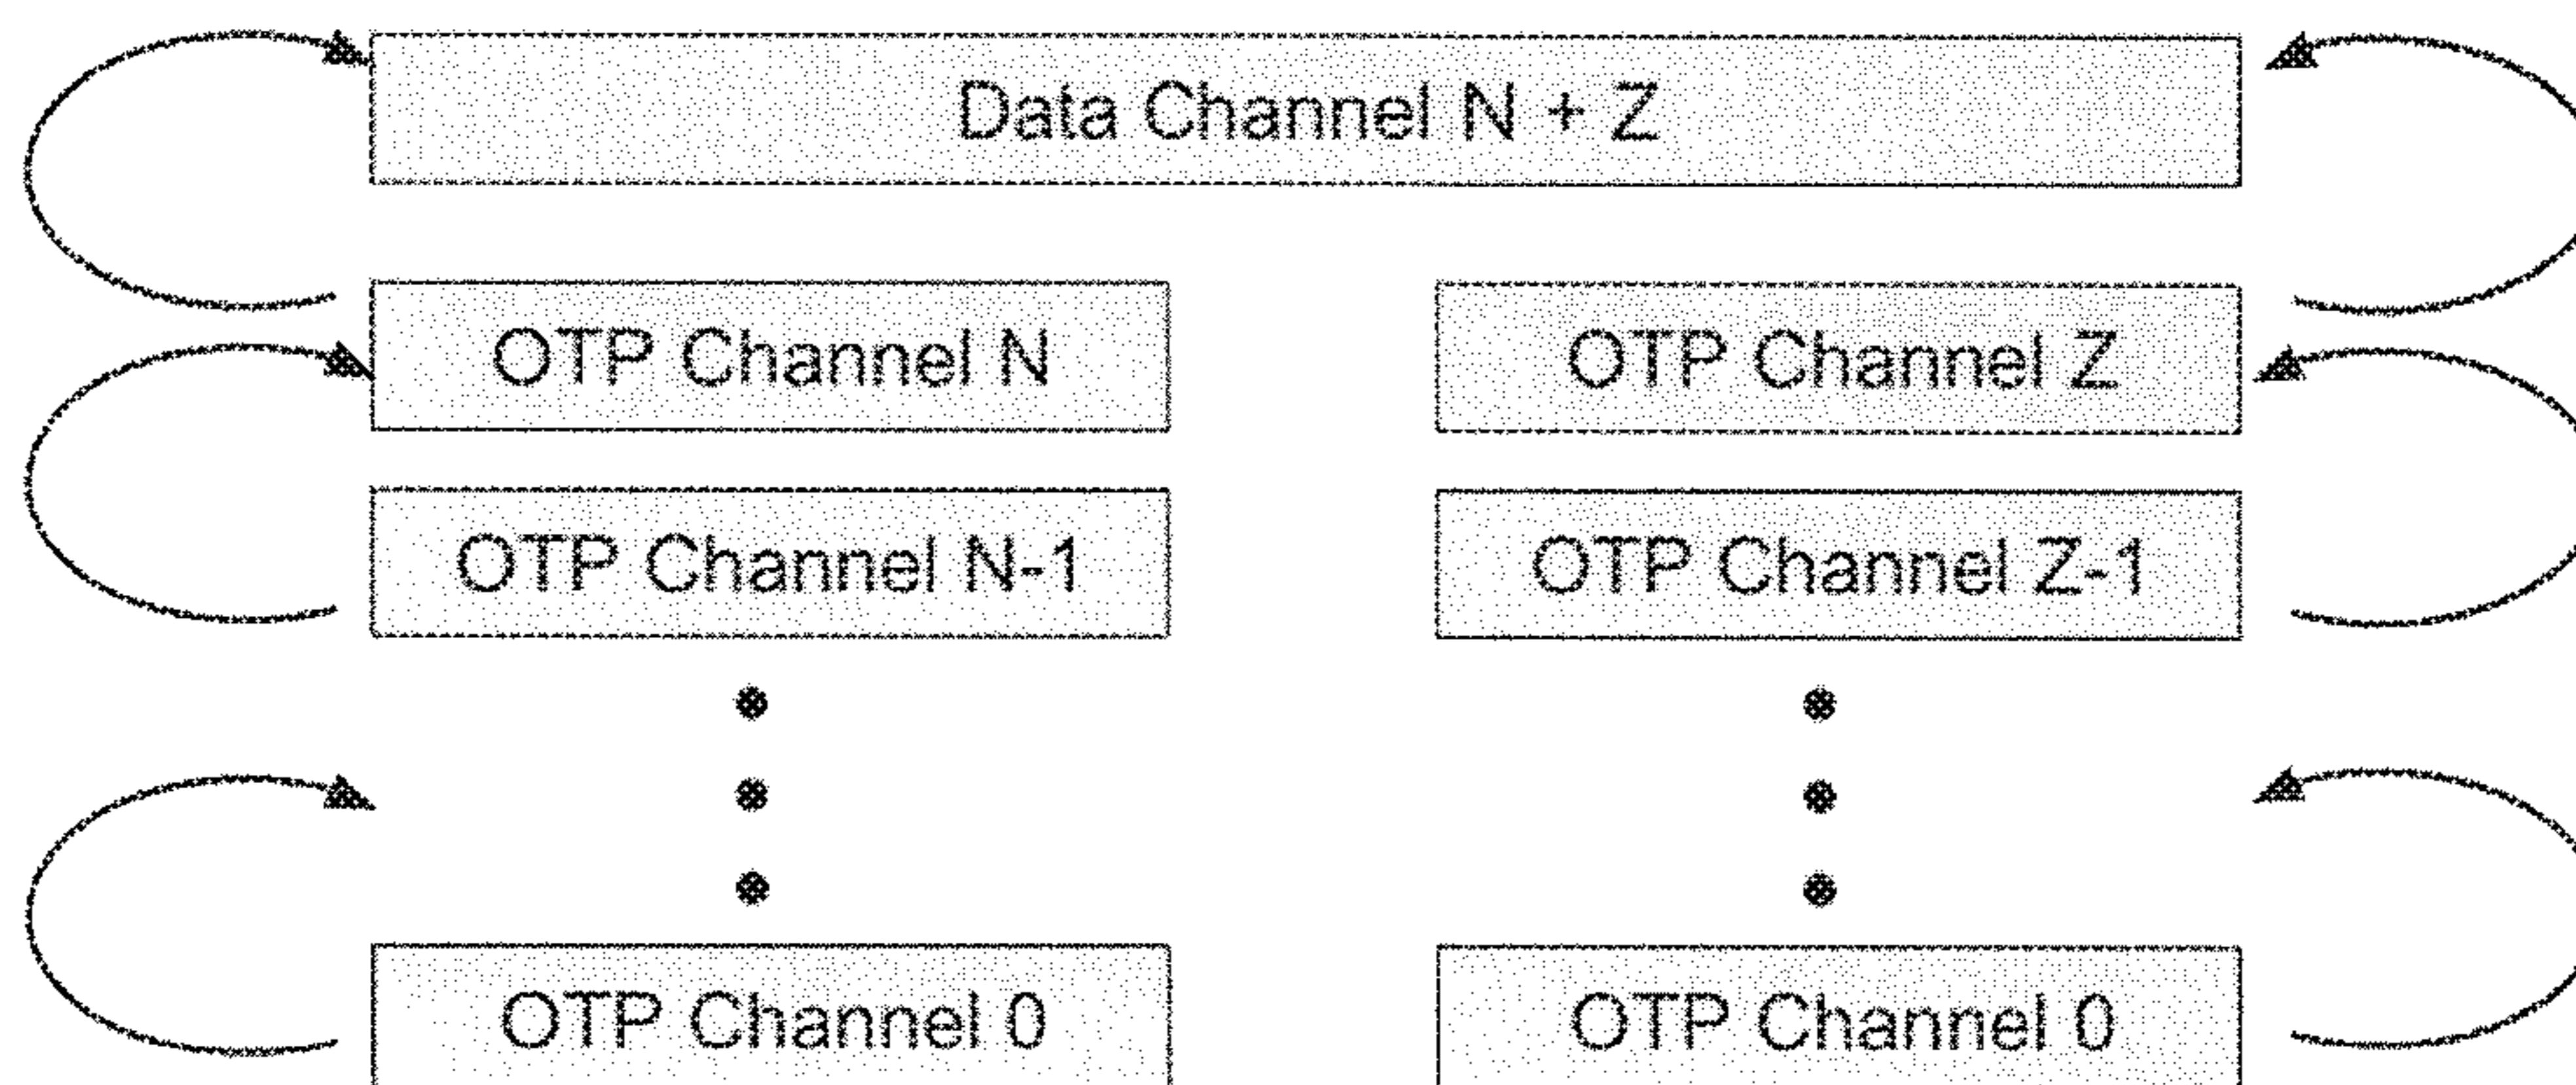 Data Channel N + Z
OTP Channel N
OTP Channel Z
OTP Channel N-1
OTP Channel Z-1
OTP Channel 0
OTP Channel 0